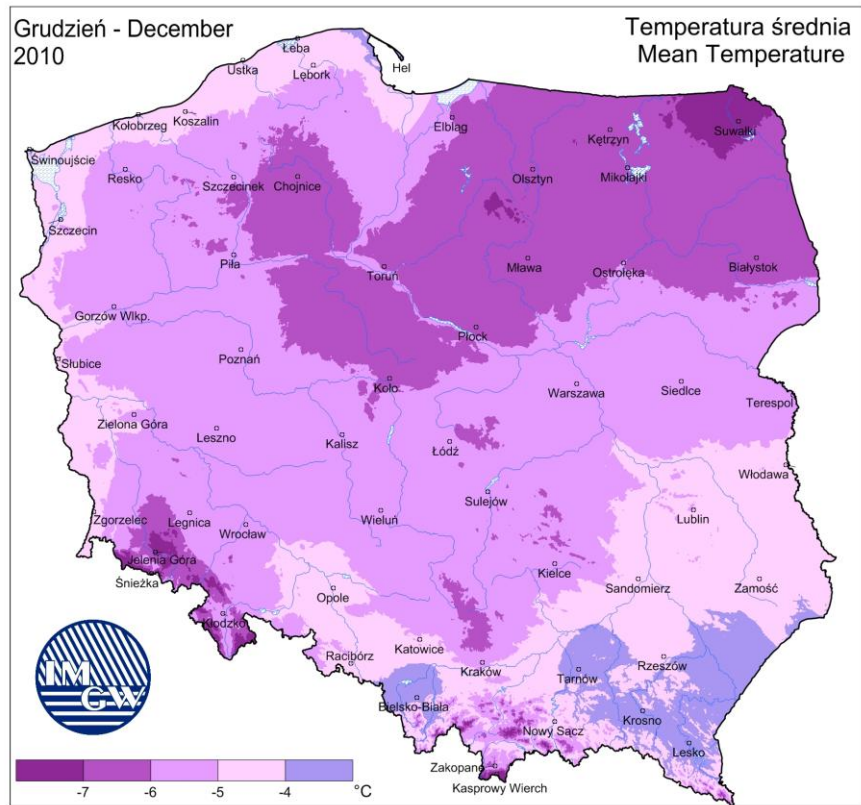 Grudzień - December
2010
Temperatura średnia
Mean Temperature
Łeba
Ustka
Lębork
Hel
Kołobrzeg
Koszalin
Elbląg
Kętrzyn
Suwałki
Świnoujście
Resko
Szczecinek
Chojnice
Olsztyn
Mikołajki
Szczecin
Piła
Toruń
Mława
Ostrołęka
Białystok
Gorzów Wlkp.
Płock
Słubice
Poznań
Koło
Warszawa
Siedlce
Terespol
Zielona Góra
Leszno
Kalisz
Łódź
Włodawa
Sulejów
Zgorzelec
Legnica
Wrocław
Wieluń
Lublin
Jelenia Góra
Śnieżka
Kielce
Opole
Sandomierz
Zamość
Kłodzko
Racibórz
Katowice
Kraków
Tarnów
Rzeszów
IM
GW
Bielsko-Biała
Nowy Sącz
Krosno
Lesko
Zakopane
Kasprowy Wierch
-7 -6 -5 -4 °C